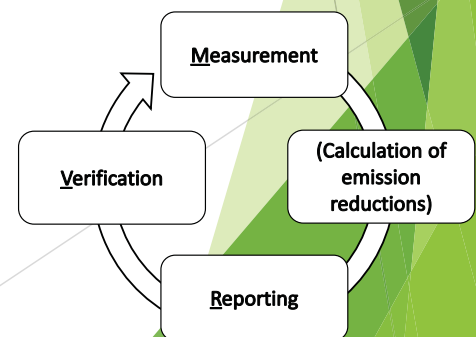 Measurement
(Calculation of
emission
reductions)
Verification
Reporting